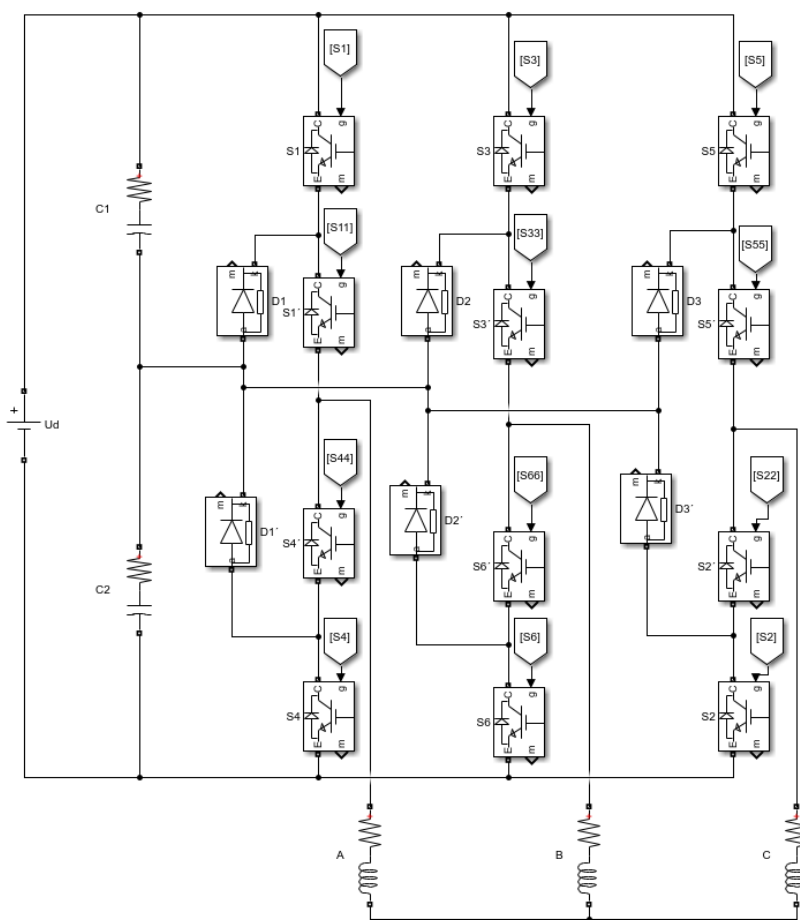 [S1]
[S3]
[S5]
C
g
C
g
C
g
S1
S3
S5
E
m
E
m
E
m
C1
[S11]
[S33]
[S55]
m
k
D1
m
k
D2
m
k
D3
C
g
C
g
C
g
S1´
S3´
S5´
a
a
a
E
m
E
m
E
m
+
Ud
[S44]
[S66]
[S22]
m
k
D1´
m
k
D2´
m
k
D3´
C
g
C
g
C
g
S4´
S6´
S2´
a
a
a
E
m
E
m
E
m
C2
[S4]
[S6]
[S2]
C
g
C
g
C
g
S4
S6
S2
E
m
E
m
E
m
+
+
+
+
+
A
B
C